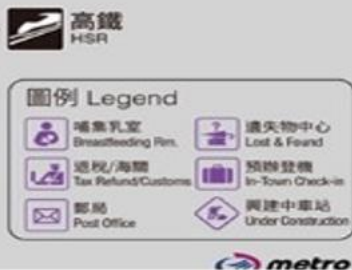 高鐵
HSR
圖例 Legend
哺集乳室
Breastfeeding Rm.
遺失物中心
Lost & Found
退稅/海關
Tax Refund/Customs
預辦登機
In-Town Check-in
郵局
Post Office
興建中車站
Under Construction
metro